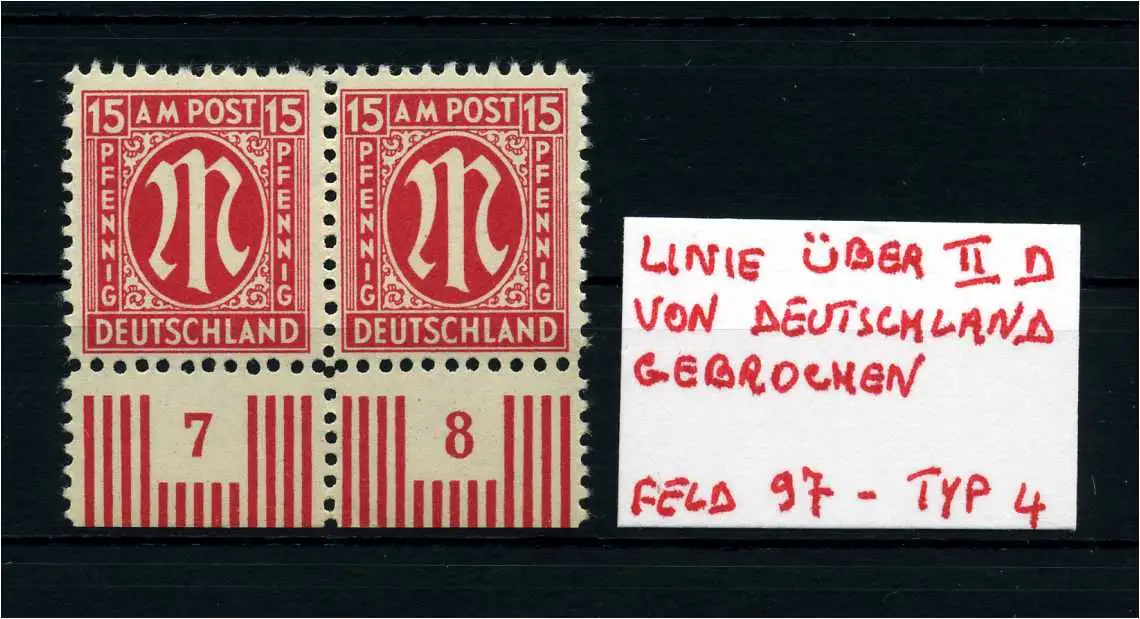 15 AM POST 15
PFENNIG
M
PFENNIG
DEUTSCHLAND
7
15 AM POST 15
PFENNIG
M
PFENNIG
DEUTSCHLAND
8
LINIE ÜBER II D
VON DEUTSCHLAND
GEBROCHEN
FELD 97 - TYP 4